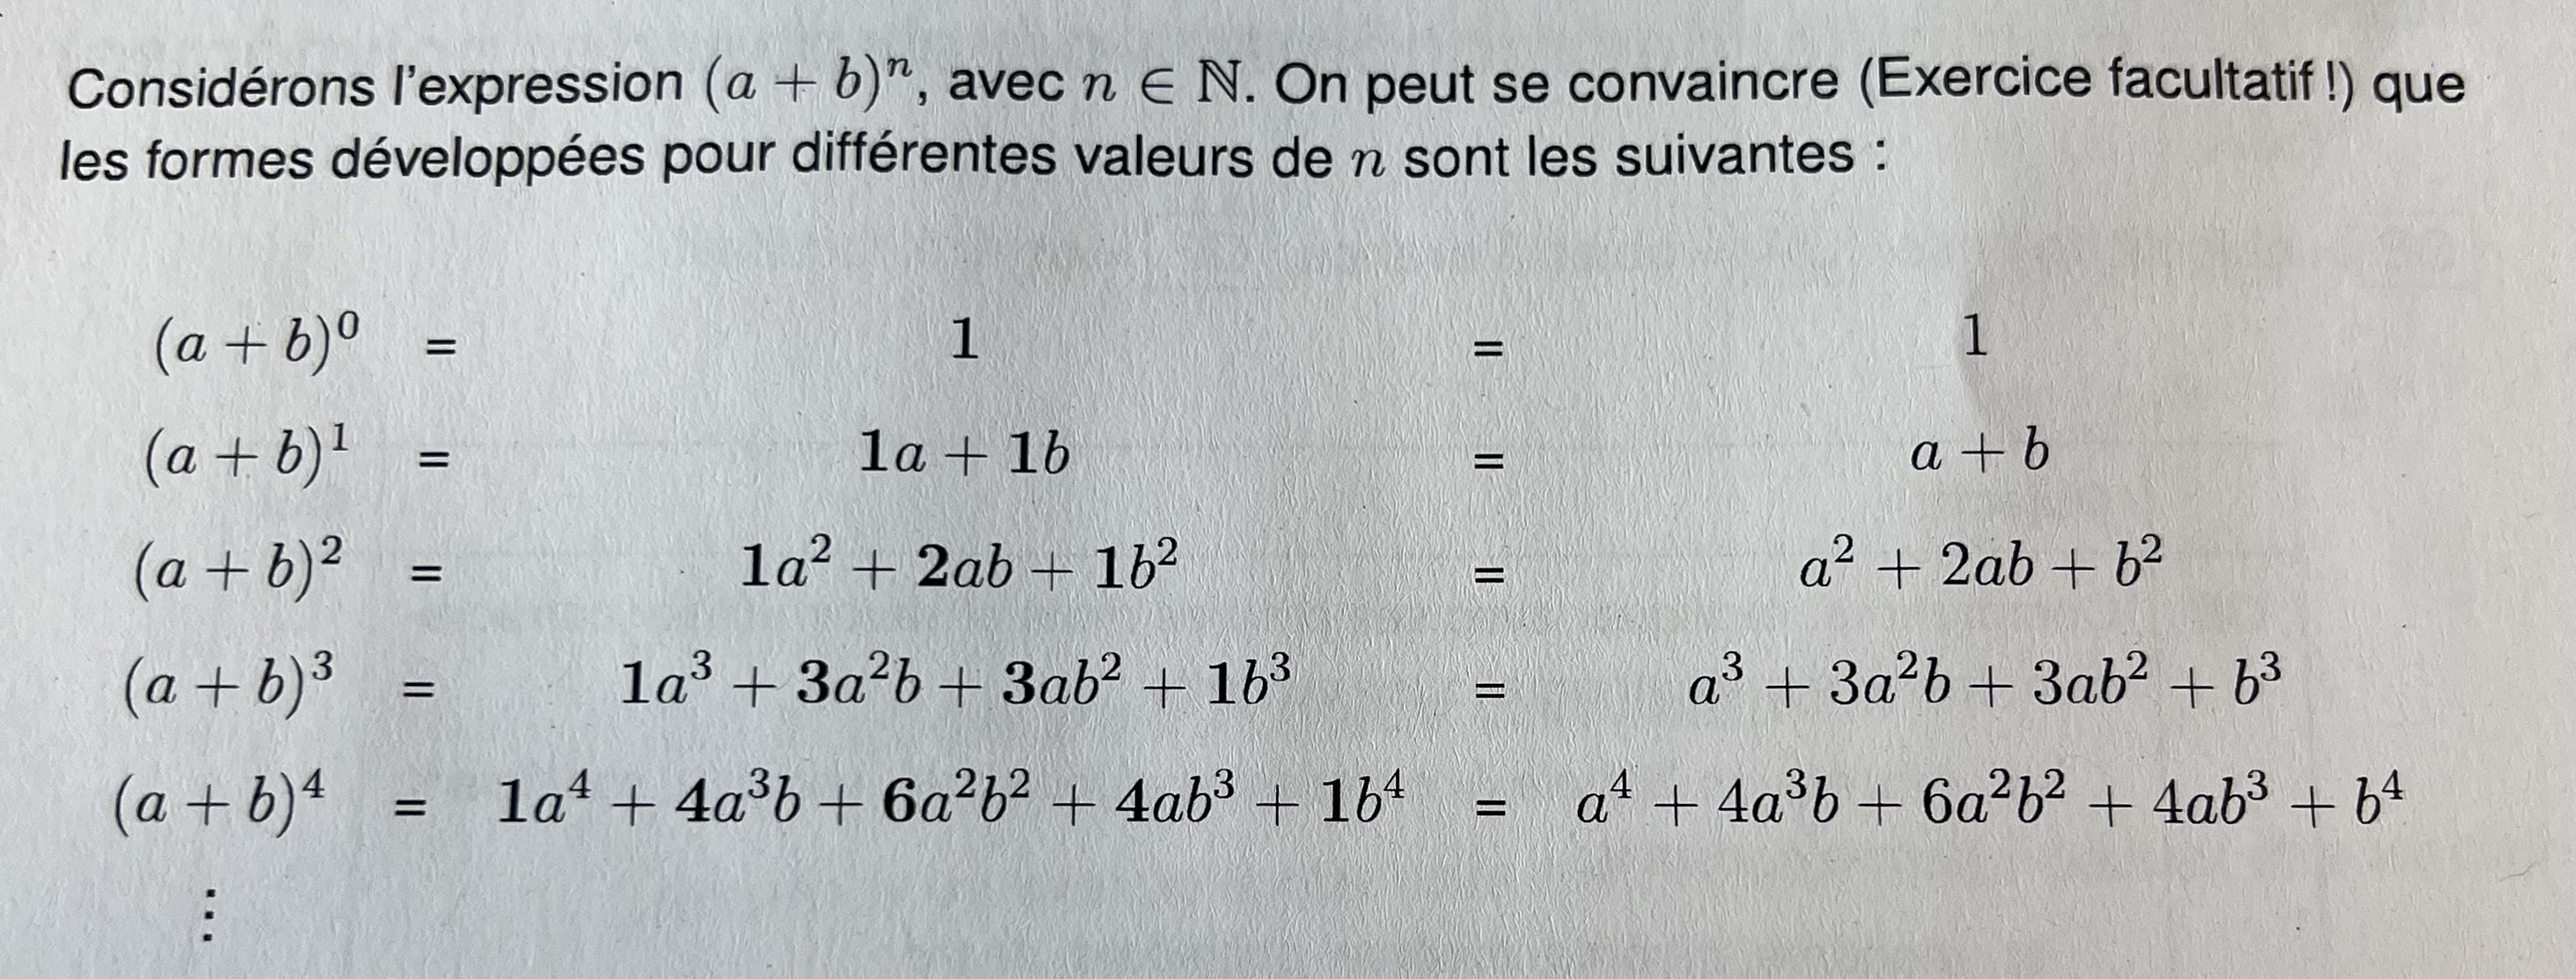 Considérons l'expression $(a+b)^n$, avec $n \in \mathbb{N}$. On peut se convaincre (Exercice facultatif !) que
les formes développées pour différentes valeurs de $n$ sont les suivantes :
$(a+b)^0 = \mathbf{1} = 1$
$(a+b)^1 = \mathbf{1}a + \mathbf{1}b = a + b$
$(a+b)^2 = \mathbf{1}a^2 + \mathbf{2}ab + \mathbf{1}b^2 = a^2 + 2ab + b^2$
$(a+b)^3 = \mathbf{1}a^3 + \mathbf{3}a^2b + \mathbf{3}ab^2 + \mathbf{1}b^3 = a^3 + 3a^2b + 3ab^2 + b^3$
$(a+b)^4 = \mathbf{1}a^4 + \mathbf{4}a^3b + \mathbf{6}a^2b^2 + \mathbf{4}ab^3 + \mathbf{1}b^4 = a^4 + 4a^3b + 6a^2b^2 + 4ab^3 + b^4$
⋮